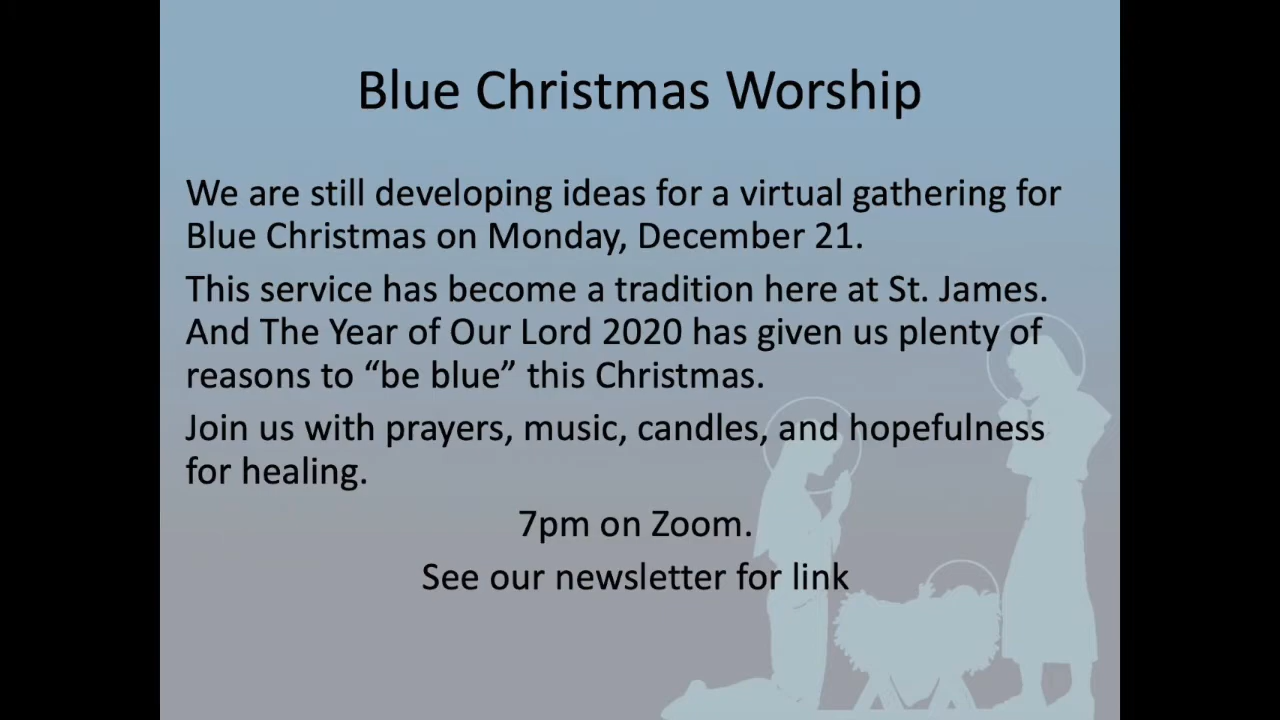 Blue Christmas Worship
We are still developing ideas for a virtual gathering for
Blue Christmas on Monday, December 21.
This service has become a tradition here at St. James.
And The Year of Our Lord 2020 has given us plenty of
reasons to “be blue” this Christmas.
Join us with prayers, music, candles, and hopefulness
for healing.
7pm on Zoom.
See our newsletter for link